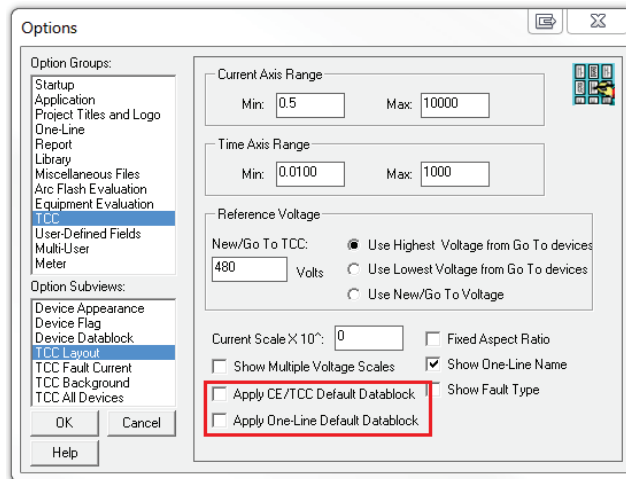 Options
Option Groups:
Startup
Application
Project Titles and Logo
One-Line
Report
Library
Miscellaneous Files
Arc Flash Evaluation
Equipment Evaluation
TCC
User-Defined Fields
Multi-User
Meter
Option Subviews:
Device Appearance
Device Flag
Device Datablock
TCC Layout
TCC Fault Current
TCC Background
TCC All Devices
OK Cancel
Help
Current Axis Range
Min: 0.5 Max: 10000
Time Axis Range
Min: 0.0100 Max: 1000
Reference Voltage
New/Go To TCC:
480 Volts
Use Highest Voltage from Go To devices
Use Lowest Voltage from Go To devices
Use New/Go To Voltage
Current Scale X 10^: 0 Fixed Aspect Ratio
Show Multiple Voltage Scales Show One-Line Name
Apply CE/TCC Default Datablock Show Fault Type
Apply One-Line Default Datablock